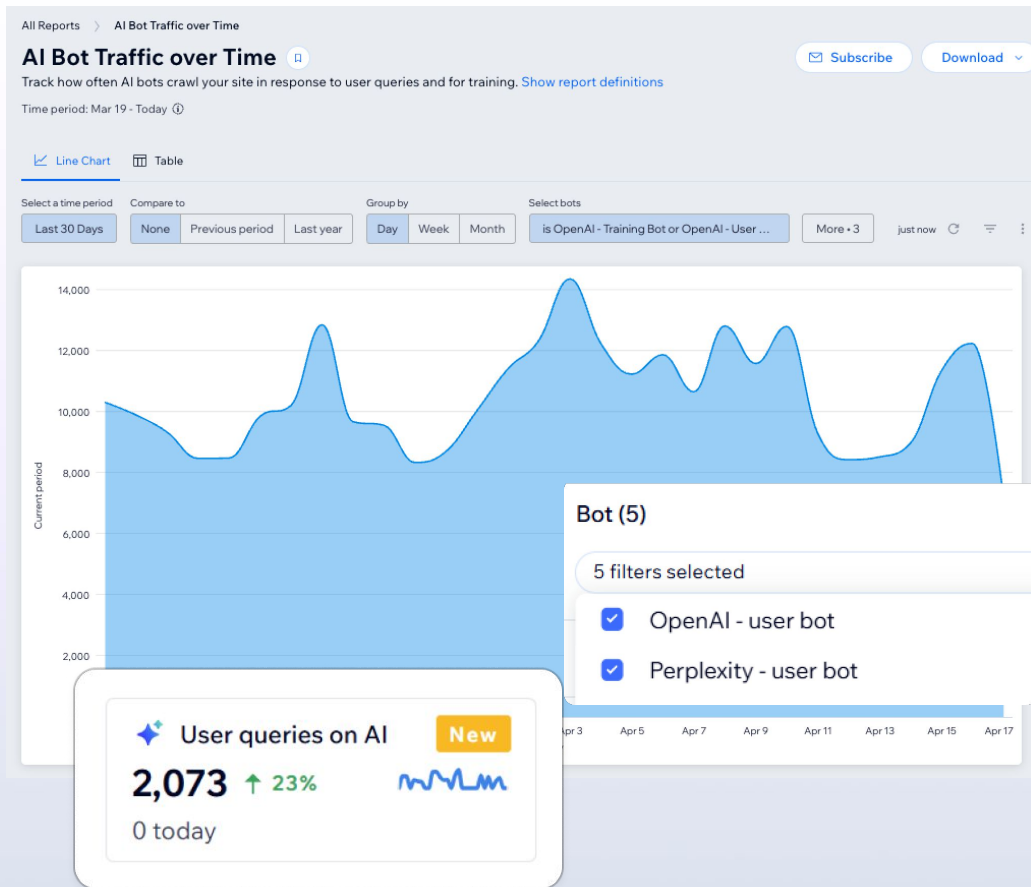 All Reports > AI Bot Traffic over Time
AI Bot Traffic over Time
Subscribe
Download
Track how often AI bots crawl your site in response to user queries and for training. Show report definitions
Time period: Mar 19 - Today
Line Chart
Table
Select a time period
Compare to
Group by
Select bots
Last 30 Days
None
Previous period
Last year
Day
Week
Month
is OpenAI - Training Bot or OpenAI - User ...
More • 3
just now
14,000
12,000
10,000
8,000
6,000
4,000
2,000
Current period
Apr 5
Apr 7
Apr 9
Apr 11
Apr 13
Apr 15
Apr 17
Bot (5)
5 filters selected
OpenAI - user bot
Perplexity - user bot
User queries on AI
New
2,073 ↑ 23%
0 today